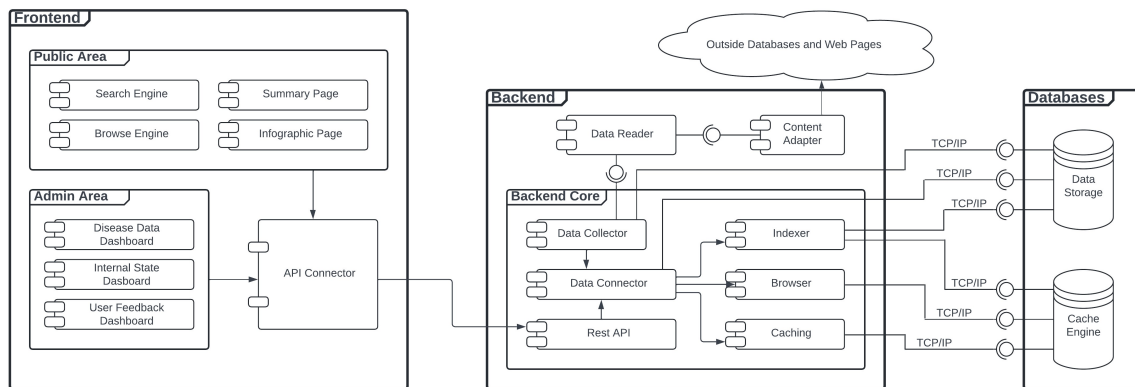 Frontend
Public Area
Search Engine
Summary Page
Browse Engine
Infographic Page
Admin Area
Disease Data
Dashboard
Internal State
Dasboard
User Feedback
Dashboard
API Connector
Outside Databases and Web Pages
Backend
Data Reader
Content
Adapter
Backend Core
Data Collector
Data Connector
Rest API
Indexer
Browser
Caching
TCP/IP
TCP/IP
TCP/IP
TCP/IP
TCP/IP
TCP/IP
Databases
Data
Storage
Cache
Engine